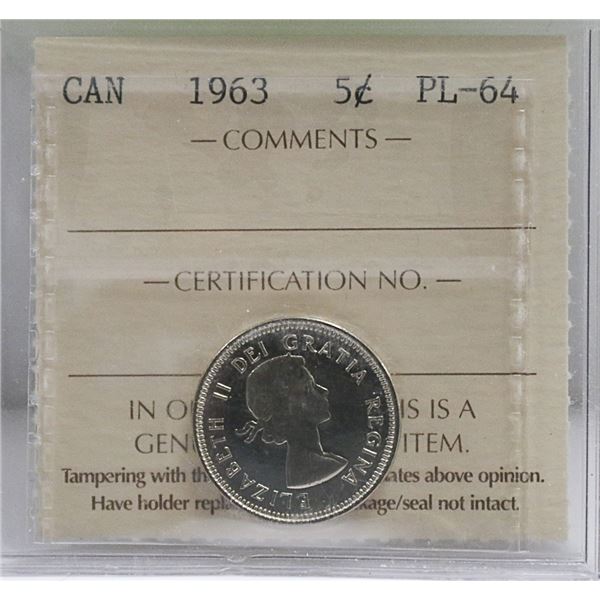 CAN 1963 5¢ PL-64
— COMMENTS —
— CERTIFICATION NO. —
ELIZABETH II DEI GRATIA REGINA
IN IS A
ITEM.
Tampering with above opinion.
Have holder not intact.